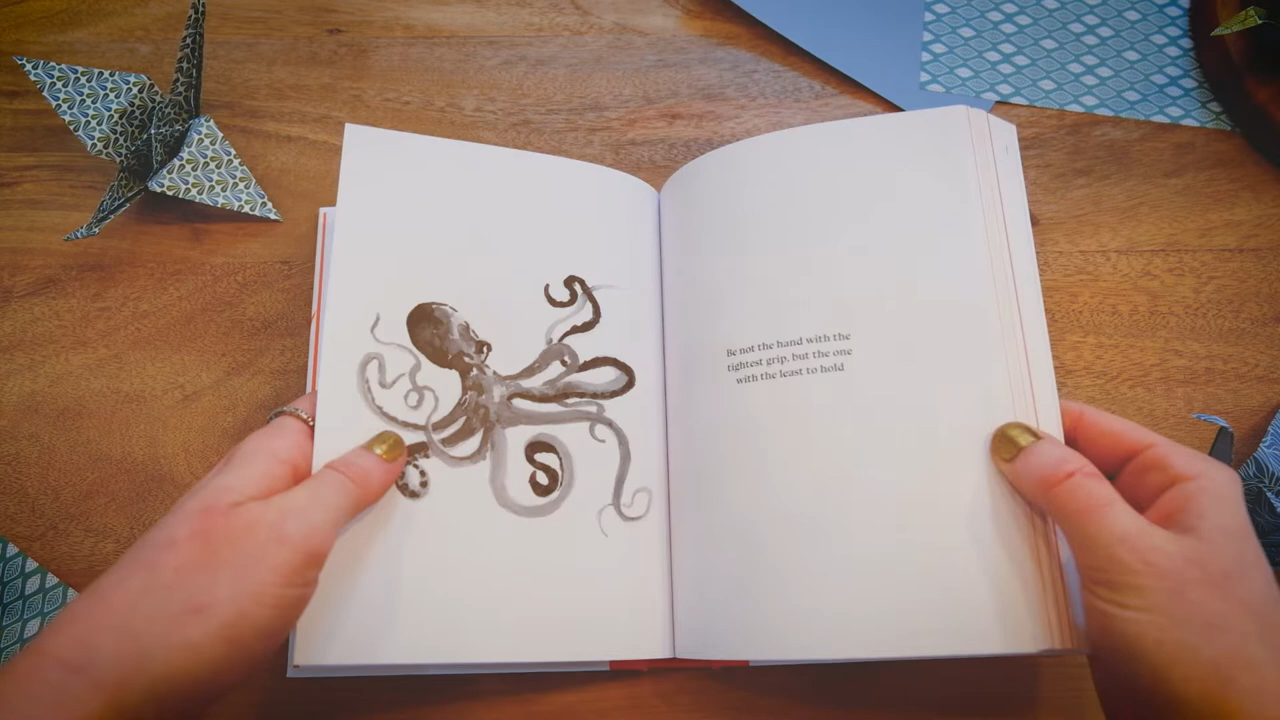 Be not the hand with the
tightest grip, but the one
with the least to hold